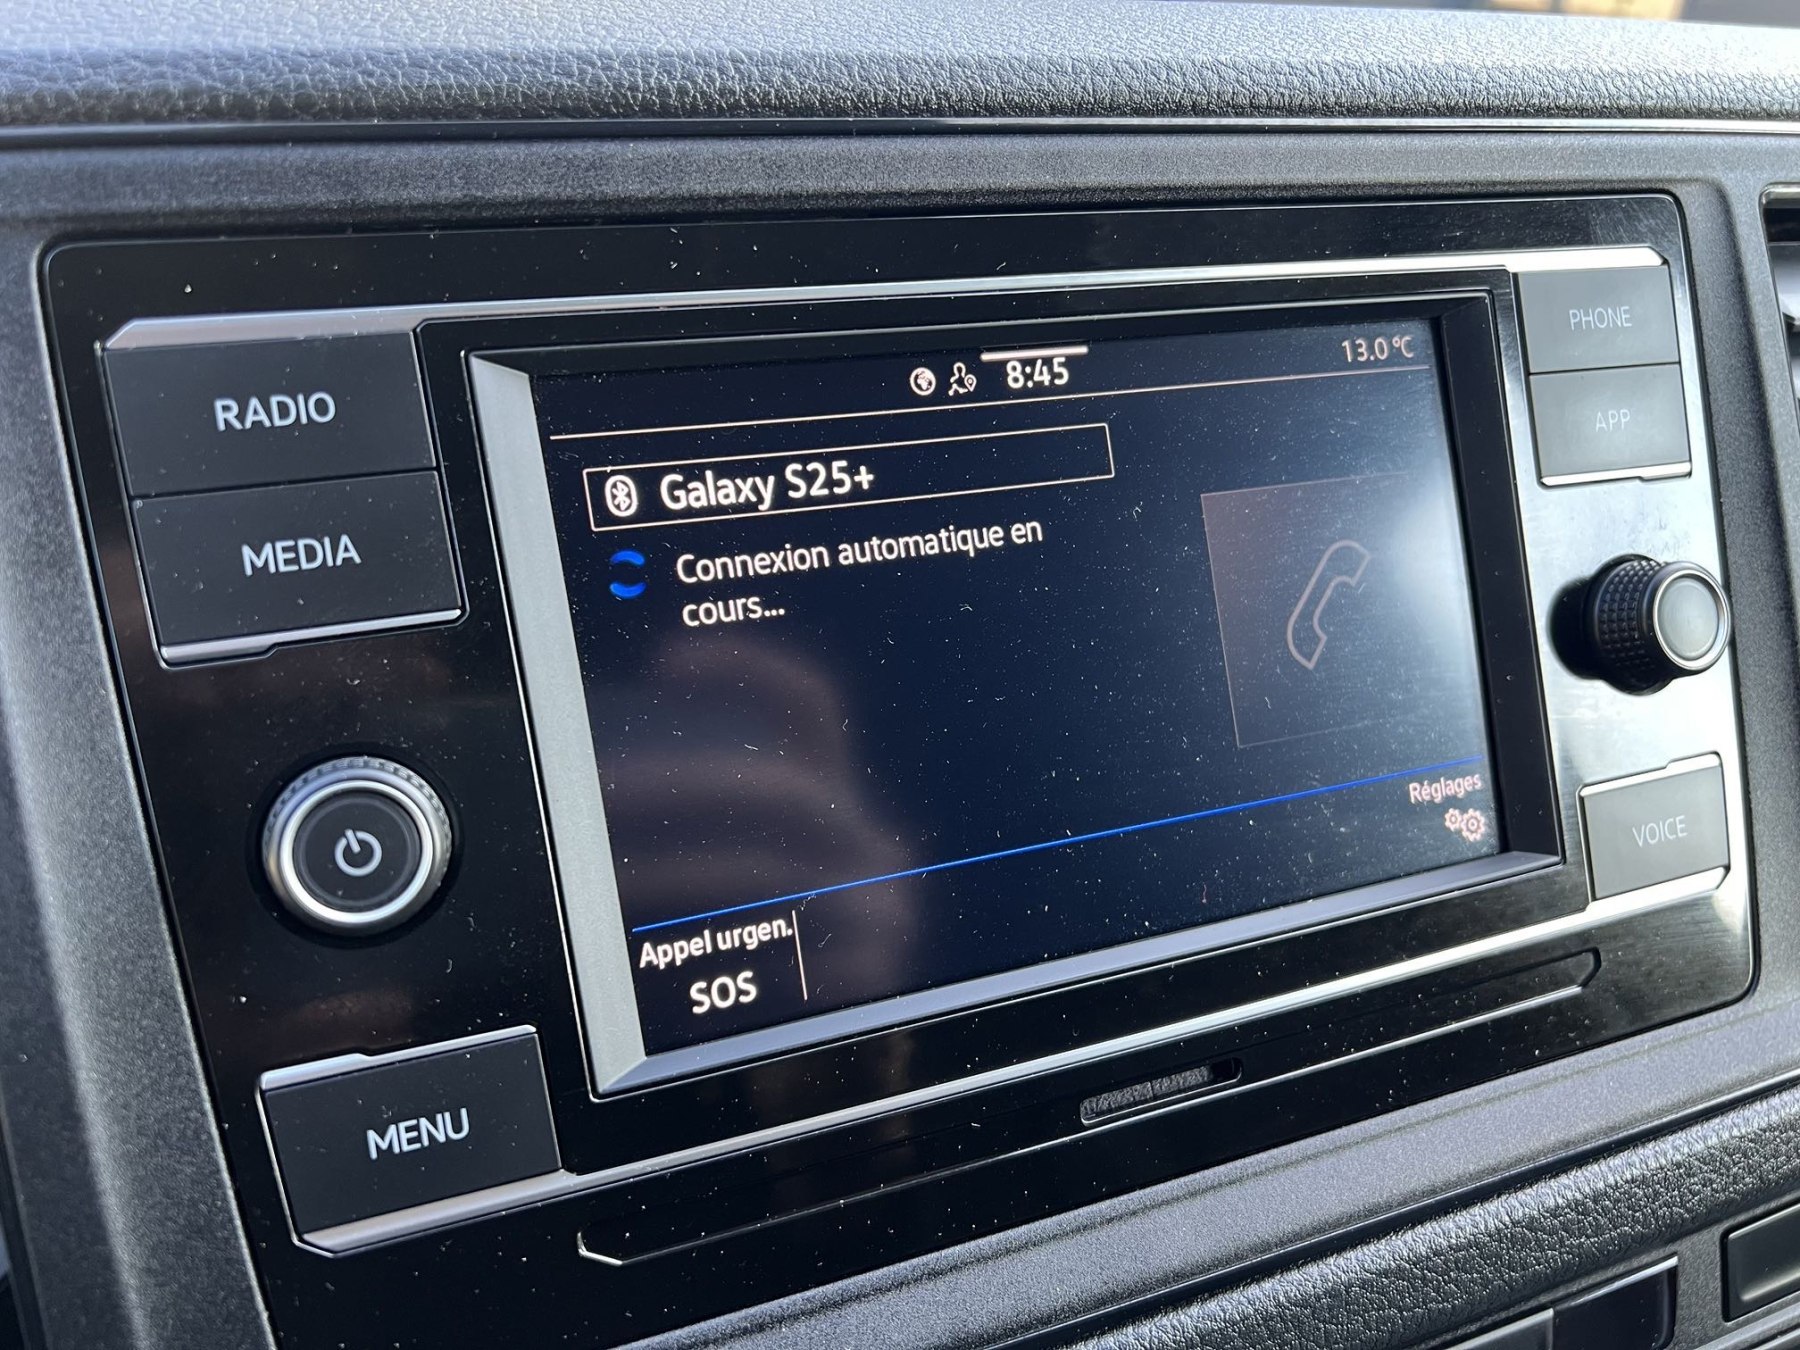 8:45
13.0°C
PHONE
RADIO
APP
Galaxy S25+
MEDIA
Connexion automatique en
cours...
Réglages
VOICE
Appel urgen.
SOS
MENU